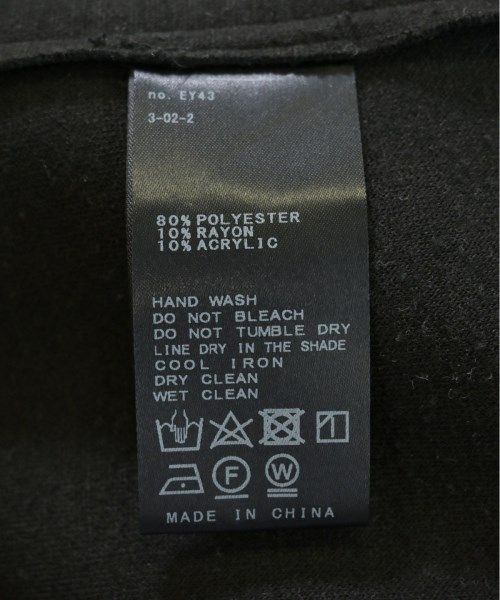 no. EY43
3-02-2
80% POLYESTER
10% RAYON
10% ACRYLIC
HAND WASH
DO NOT BLEACH
DO NOT TUMBLE DRY
LINE DRY IN THE SHADE
COOL IRON
DRY CLEAN
WET CLEAN
F W
MADE IN CHINA